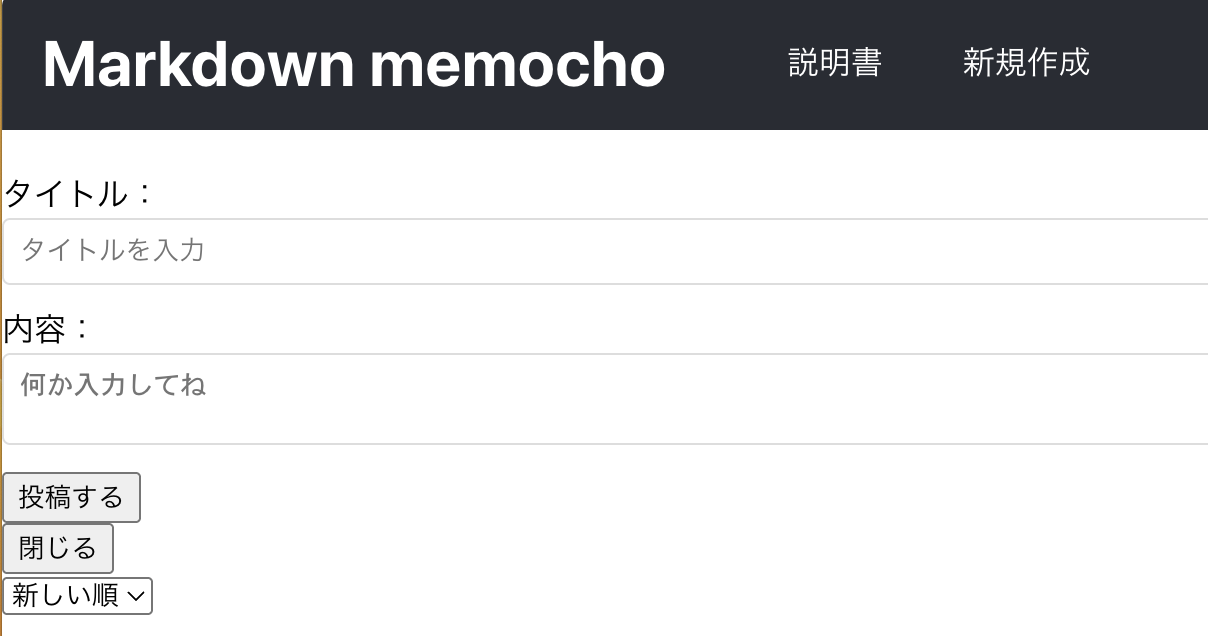 Markdown memocho 説明書 新規作成
タイトル：
タイトルを入力
内容：
何か入力してね
投稿する
閉じる
新しい順